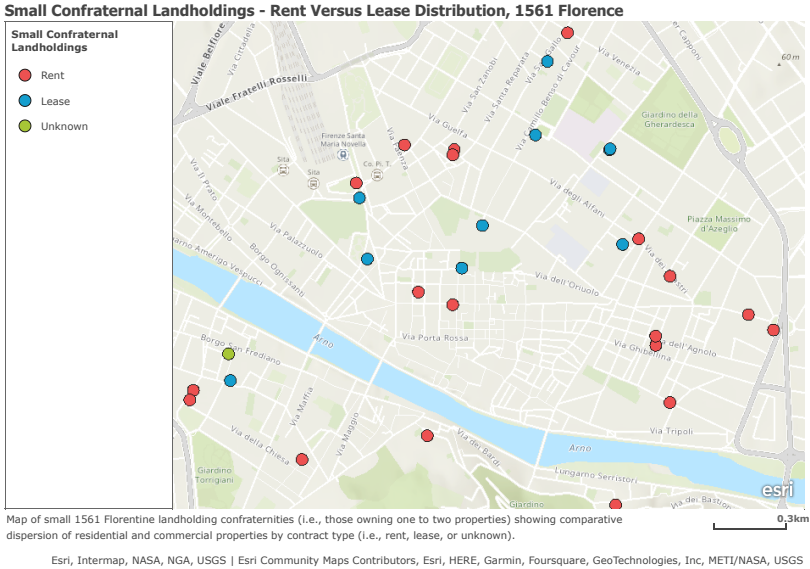 Small Confraternal Landholdings - Rent Versus Lease Distribution, 1561 Florence
Small Confraternal
Landholdings
Rent
Lease
Unknown
Viale Belfiore
Via Cittadella
Viale Fratelli Rosselli
Via San Zanobi
Via Santa Reparata
Via Camillo Benso di Cavour
Via Venezia
60 m
Giardino della
Gherardesca
Via Guelfa
Via Faenza
Firenze Santa
Maria Novella
Sita
Sita
Co. Pi. T.
Via Il Prato
Via Montebello
Via degli Alfani
Piazza Massimo
d'Azeglio
Via Palazzuolo
Borgo Ognissanti
Amerigo Vespucci
Via dell'Oriuolo
Arno
Via Porta Rossa
Via Ghibellina
dell'Agnolo
Borgo San Frediano
Via Maffia
Via Maggio
Via della Chiesa
Via dei Bardi
Via Tripoli
Arno
Lungarno Serristori
Giardino
Torrigiani
Giardino
Via dei Bastioni
esri
0.3km
Map of small 1561 Florentine landholding confraternities (i.e., those owning one to two properties) showing comparative
dispersion of residential and commercial properties by contract type (i.e., rent, lease, or unknown).
Esri, Intermap, NASA, NGA, USGS | Esri Community Maps Contributors, Esri, HERE, Garmin, Foursquare, GeoTechnologies, Inc, METI/NASA, USGS